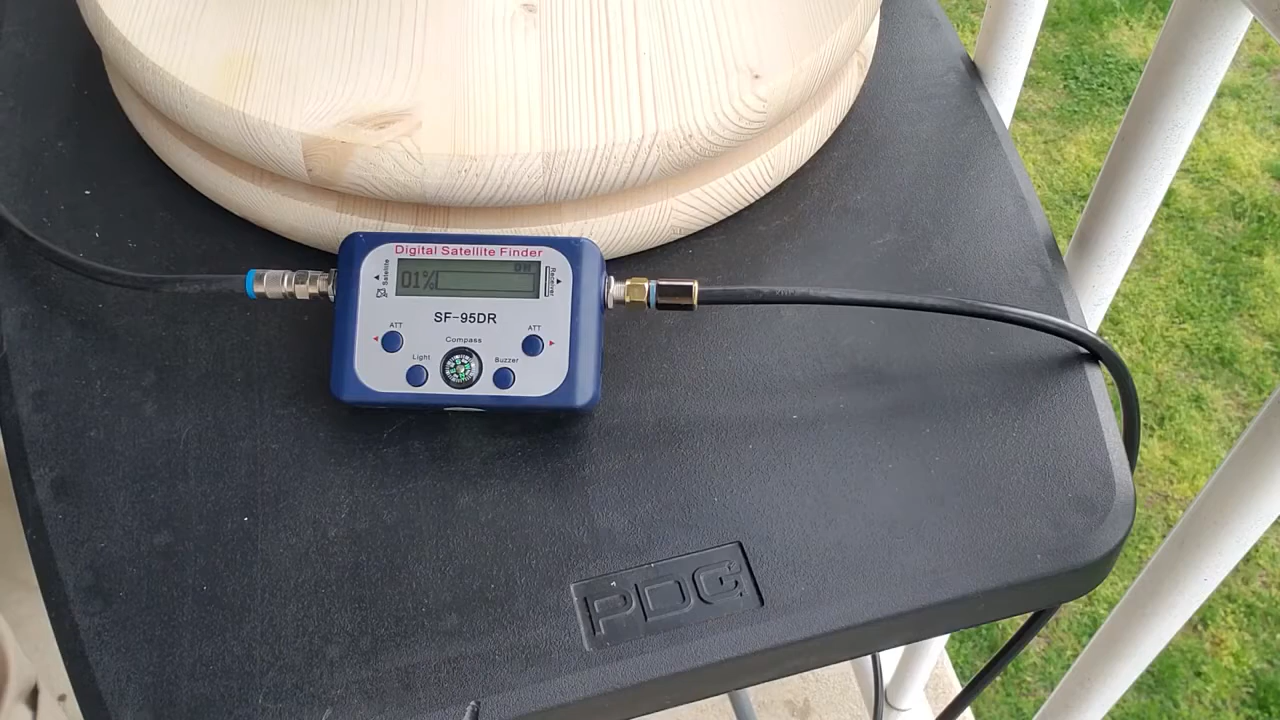 Digital Satellite Finder
Satellite
01%
Receiver
SF-95DR
ATT
ATT
Compass
Light
Buzzer
PDG